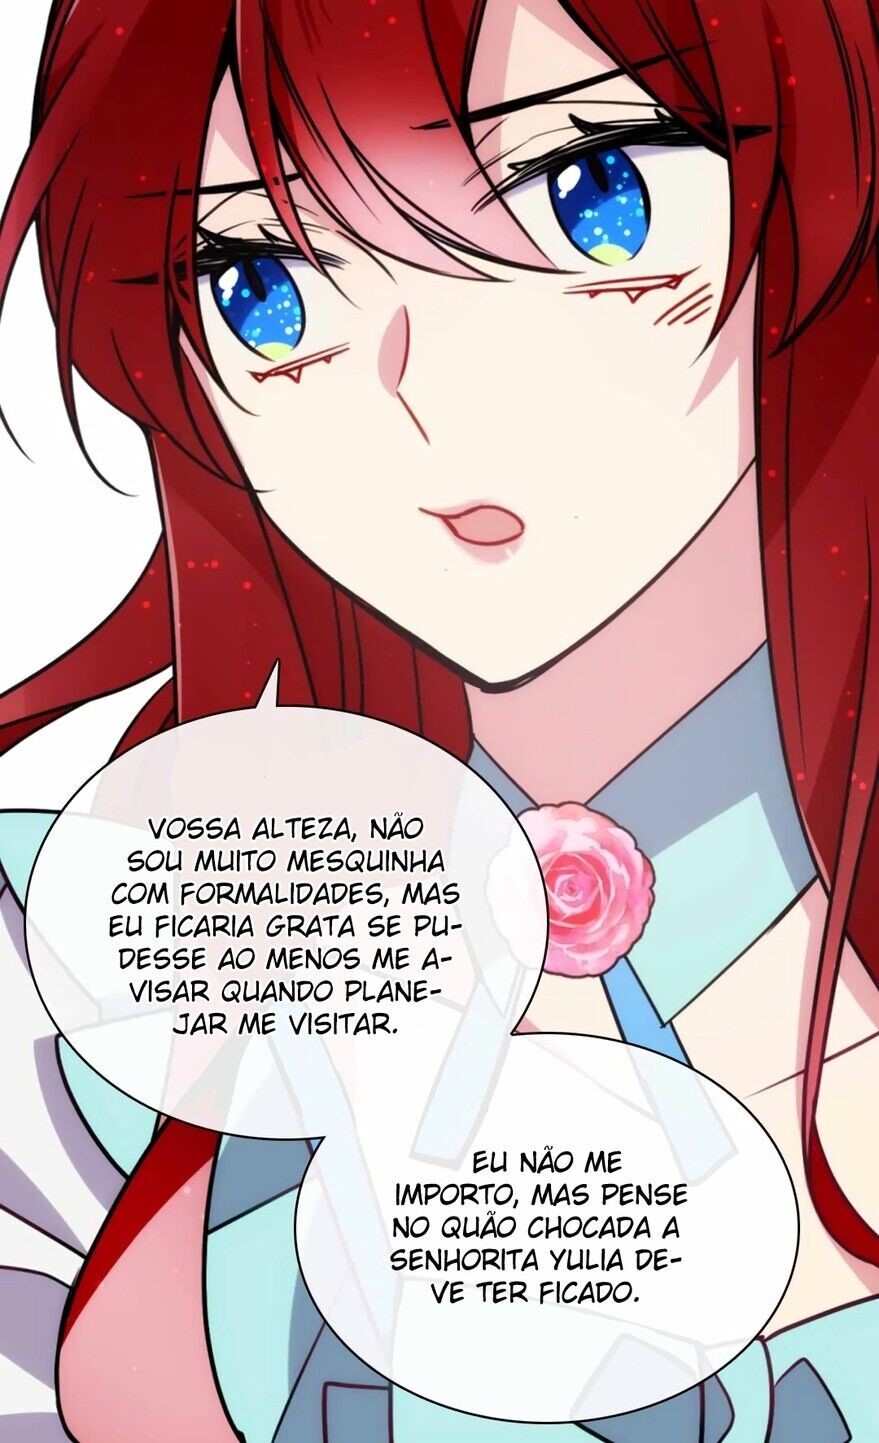 VOSSA ALTEZA, NÃO
SOU MUITO MESQUINHA
COM FORMALIDADES, MAS
EU FICARIA GRATA SE PU-
DESSE AO MENOS ME A-
VISAR QUANDO PLANE-
JAR ME VISITAR.
EU NÃO ME
IMPORTO, MAS PENSE
NO QUÃO CHOCADA A
SENHORITA YULIA DE-
VE TER FICADO.